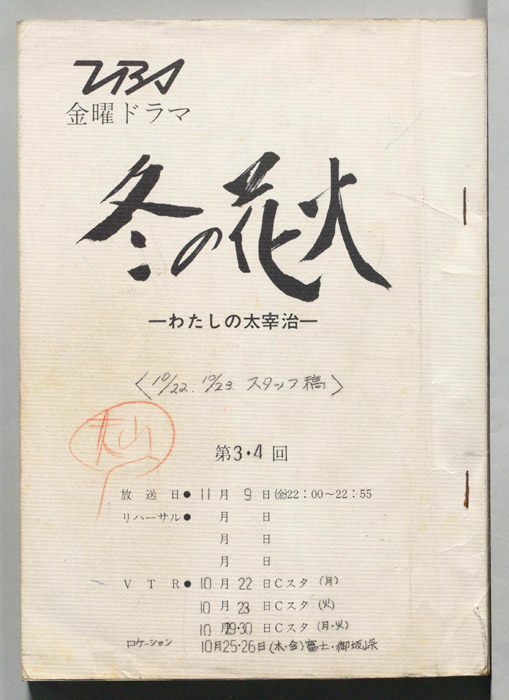 TBS
金曜ドラマ
冬の花火
―わたしの太宰治―
〈10/22. 10/23 スタッフ稿〉
第3・4回
放送日● 11月 9日(金)22:00~22:55
リハーサル● 月 日
月 日
月 日
VTR● 10月 22日Cスタ (月)
10月 23日Cスタ (火)
10月29・30日Cスタ (月・火)
ロケーション 10月25・26日(木・金)富士・御坂峠